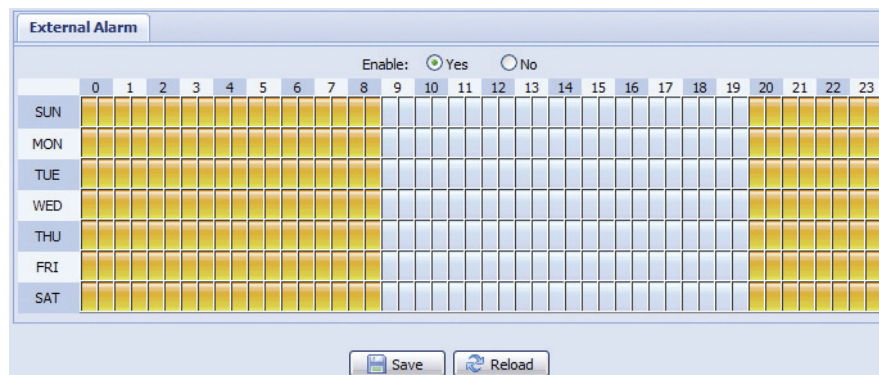 External Alarm
Enable: Yes No
0 1 2 3 4 5 6 7 8 9 10 11 12 13 14 15 16 17 18 19 20 21 22 23
SUN
MON
TUE
WED
THU
FRI
SAT
Save Reload